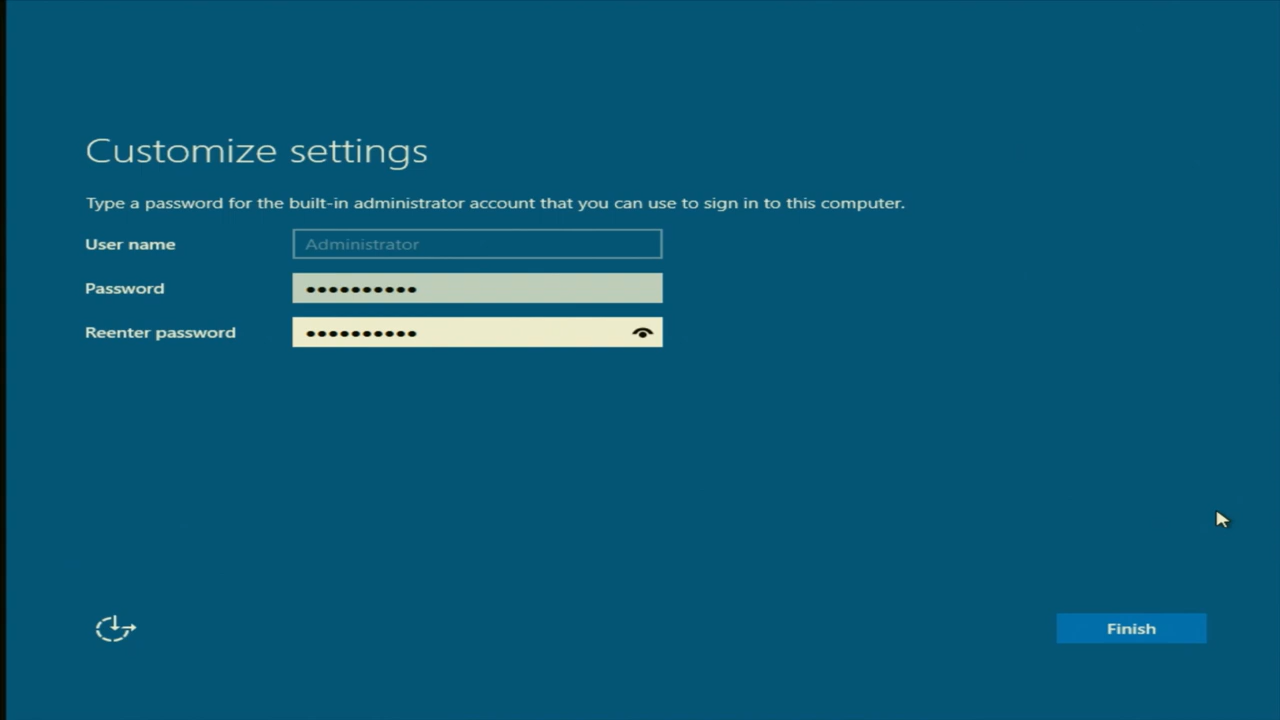 Customize settings
Type a password for the built-in administrator account that you can use to sign in to this computer.
User name
Administrator
Password
••••••••••
Reenter password
••••••••••
Finish